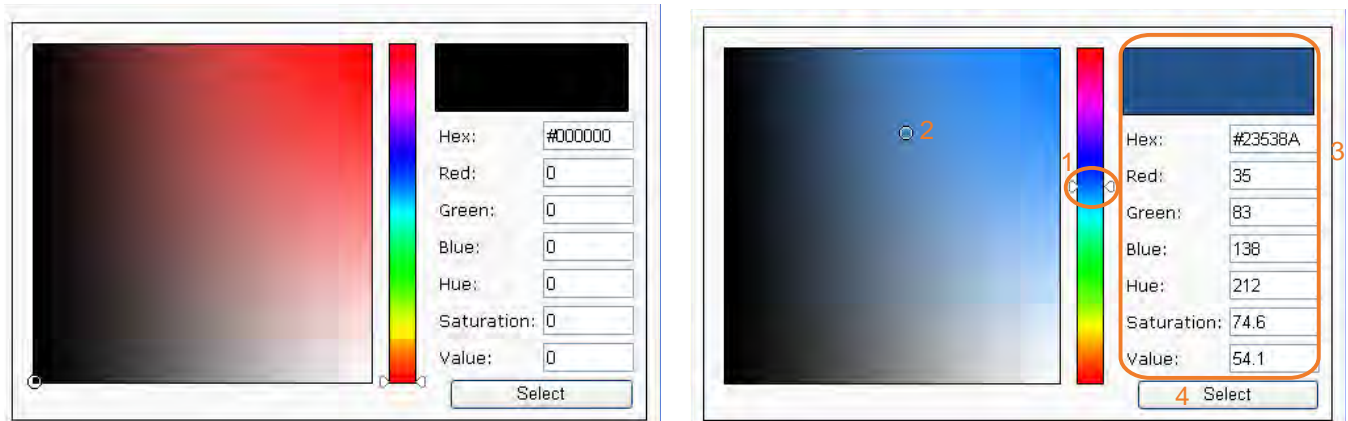 Hex: #000000
Red: 0
Green: 0
Blue: 0
Hue: 0
Saturation: 0
Value: 0
Select
1
2
3
Hex: #23538A
Red: 35
Green: 83
Blue: 138
Hue: 212
Saturation: 74.6
Value: 54.1
4 Select